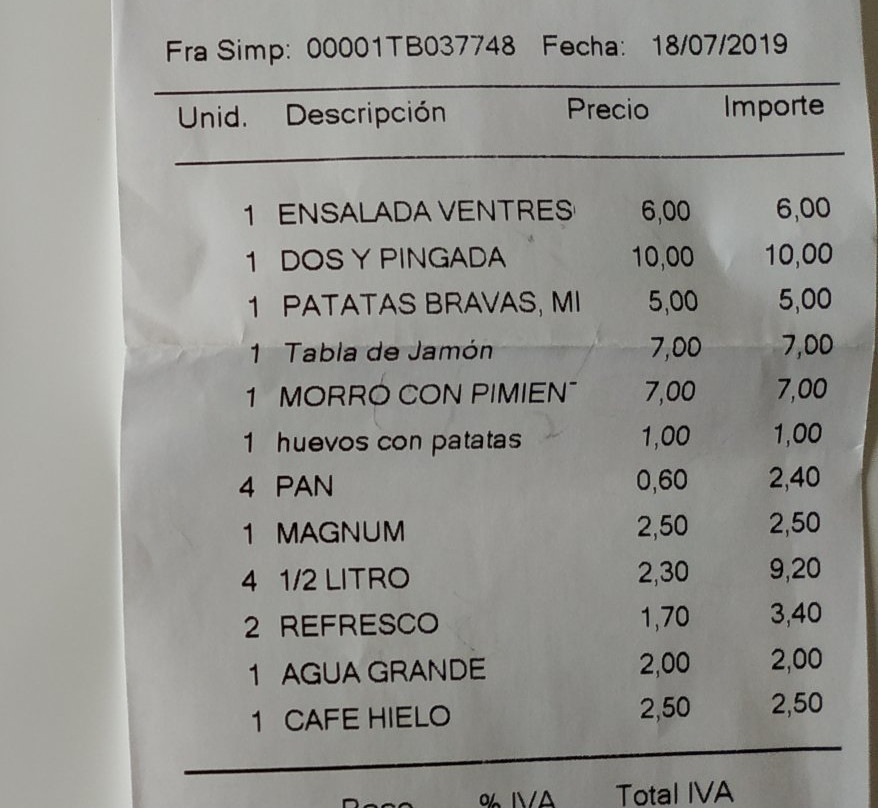 Fra Simp: 00001TB037748 Fecha: 18/07/2019
Unid. Descripción Precio Importe
1 ENSALADA VENTRES 6,00 6,00
1 DOS Y PINGADA 10,00 10,00
1 PATATAS BRAVAS, MI 5,00 5,00
1 Tabla de Jamón 7,00 7,00
1 MORRO CON PIMIEN 7,00 7,00
1 huevos con patatas 1,00 1,00
4 PAN 0,60 2,40
1 MAGNUM 2,50 2,50
4 1/2 LITRO 2,30 9,20
2 REFRESCO 1,70 3,40
1 AGUA GRANDE 2,00 2,00
1 CAFE HIELO 2,50 2,50
% IVA Total IVA